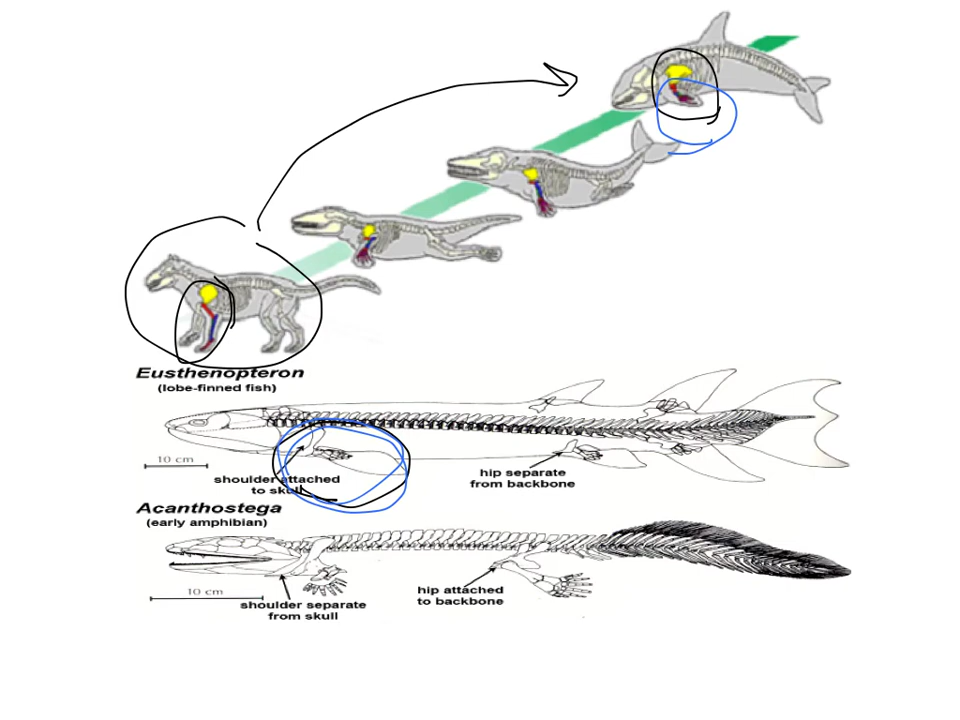 Eusthenopteron
(lobe-finned fish)
10 cm
shoulder attached
to skull
hip separate
from backbone
Acanthostega
(early amphibian)
10 cm
shoulder separate
from skull
hip attached
to backbone